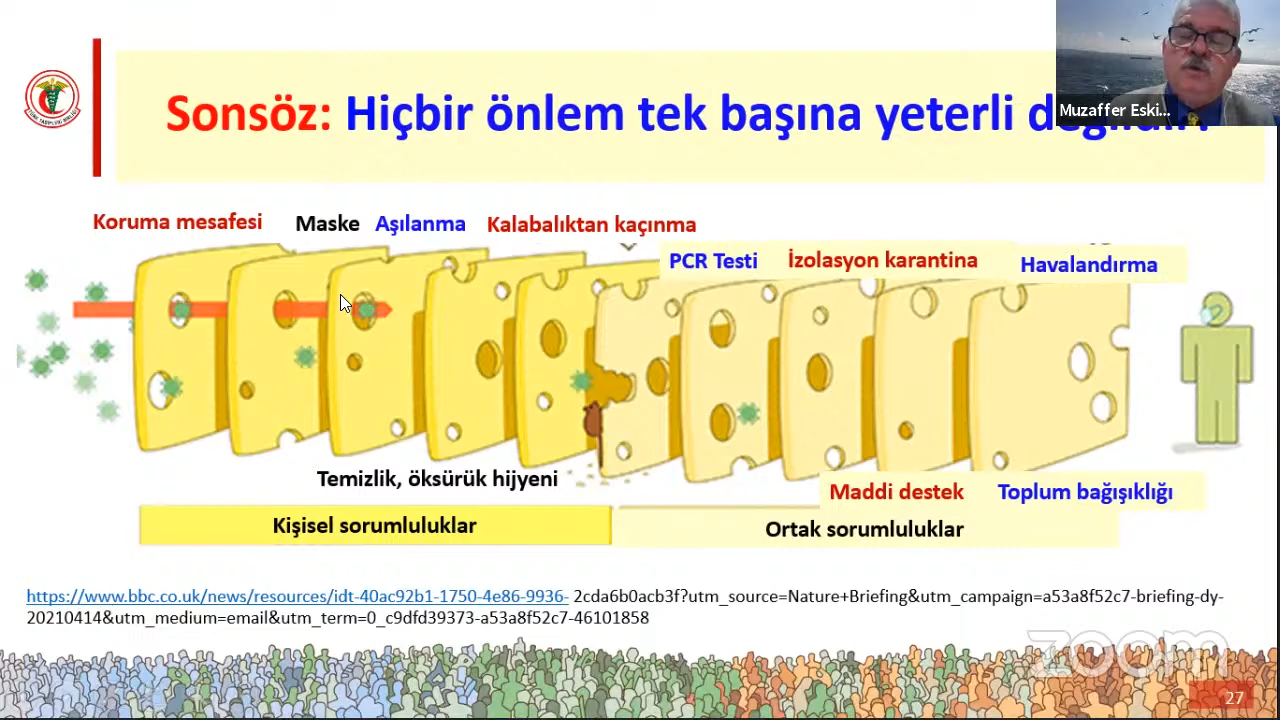 Sonsöz: Hiçbir önlem tek başına yeterli
Muzaffer Eski...
Koruma mesafesi Maske Aşılanma Kalabalıktan kaçınma
PCR Testi İzolasyon karantina Havalandırma
Temizlik, öksürük hijyeni
Maddi destek Toplum bağışıklığı
Kişisel sorumluluklar Ortak sorumluluklar
https://www.bbc.co.uk/news/resources/idt-40ac92b1-1750-4e86-9936- 2cda6b0acb3f?utm_source=Nature+Briefing&utm_campaign=a53a8f52c7-briefing-dy-
20210414&utm_medium=email&utm_term=0_c9dfd39373-a53a8f52c7-46101858
zoom
27